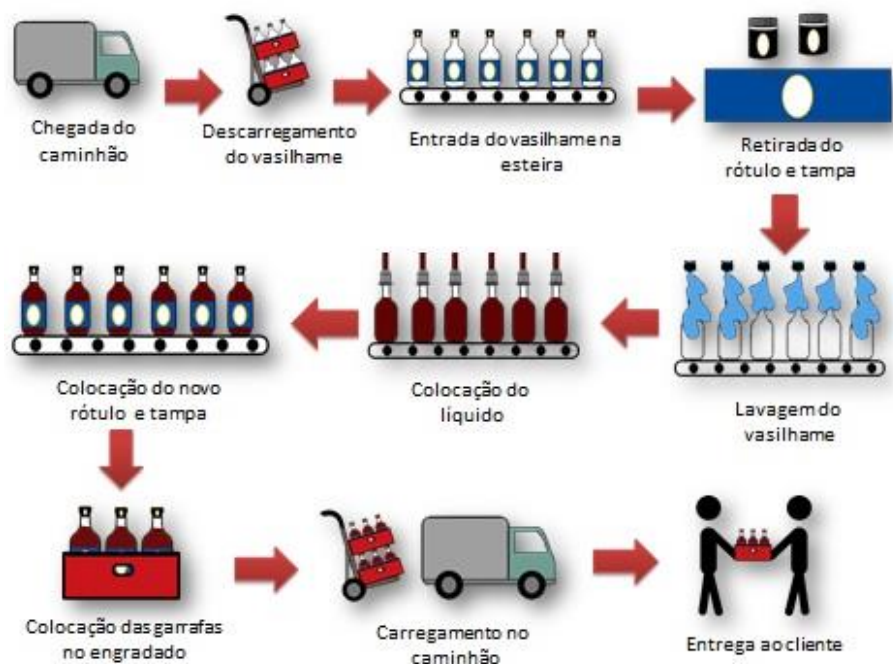 Chegada do
caminhão
Descarregamento
do vasilhame
Entrada do vasilhame na
esteira
Retirada do
rótulo e tampa
Lavagem do
vasilhame
Colocação do
líquido
Colocação do novo
rótulo e tampa
Colocação das garrafas
no engradado
Carregamento no
caminhão
Entrega ao cliente